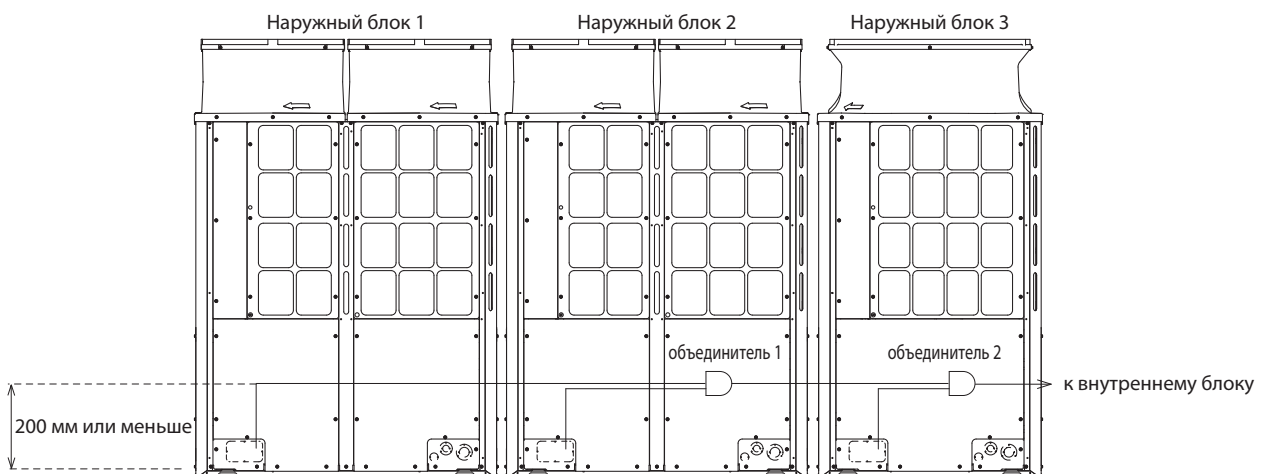 Наружный блок 1
Наружный блок 2
Наружный блок 3
объединитель 1
объединитель 2
к внутреннему блоку
200 мм или меньше